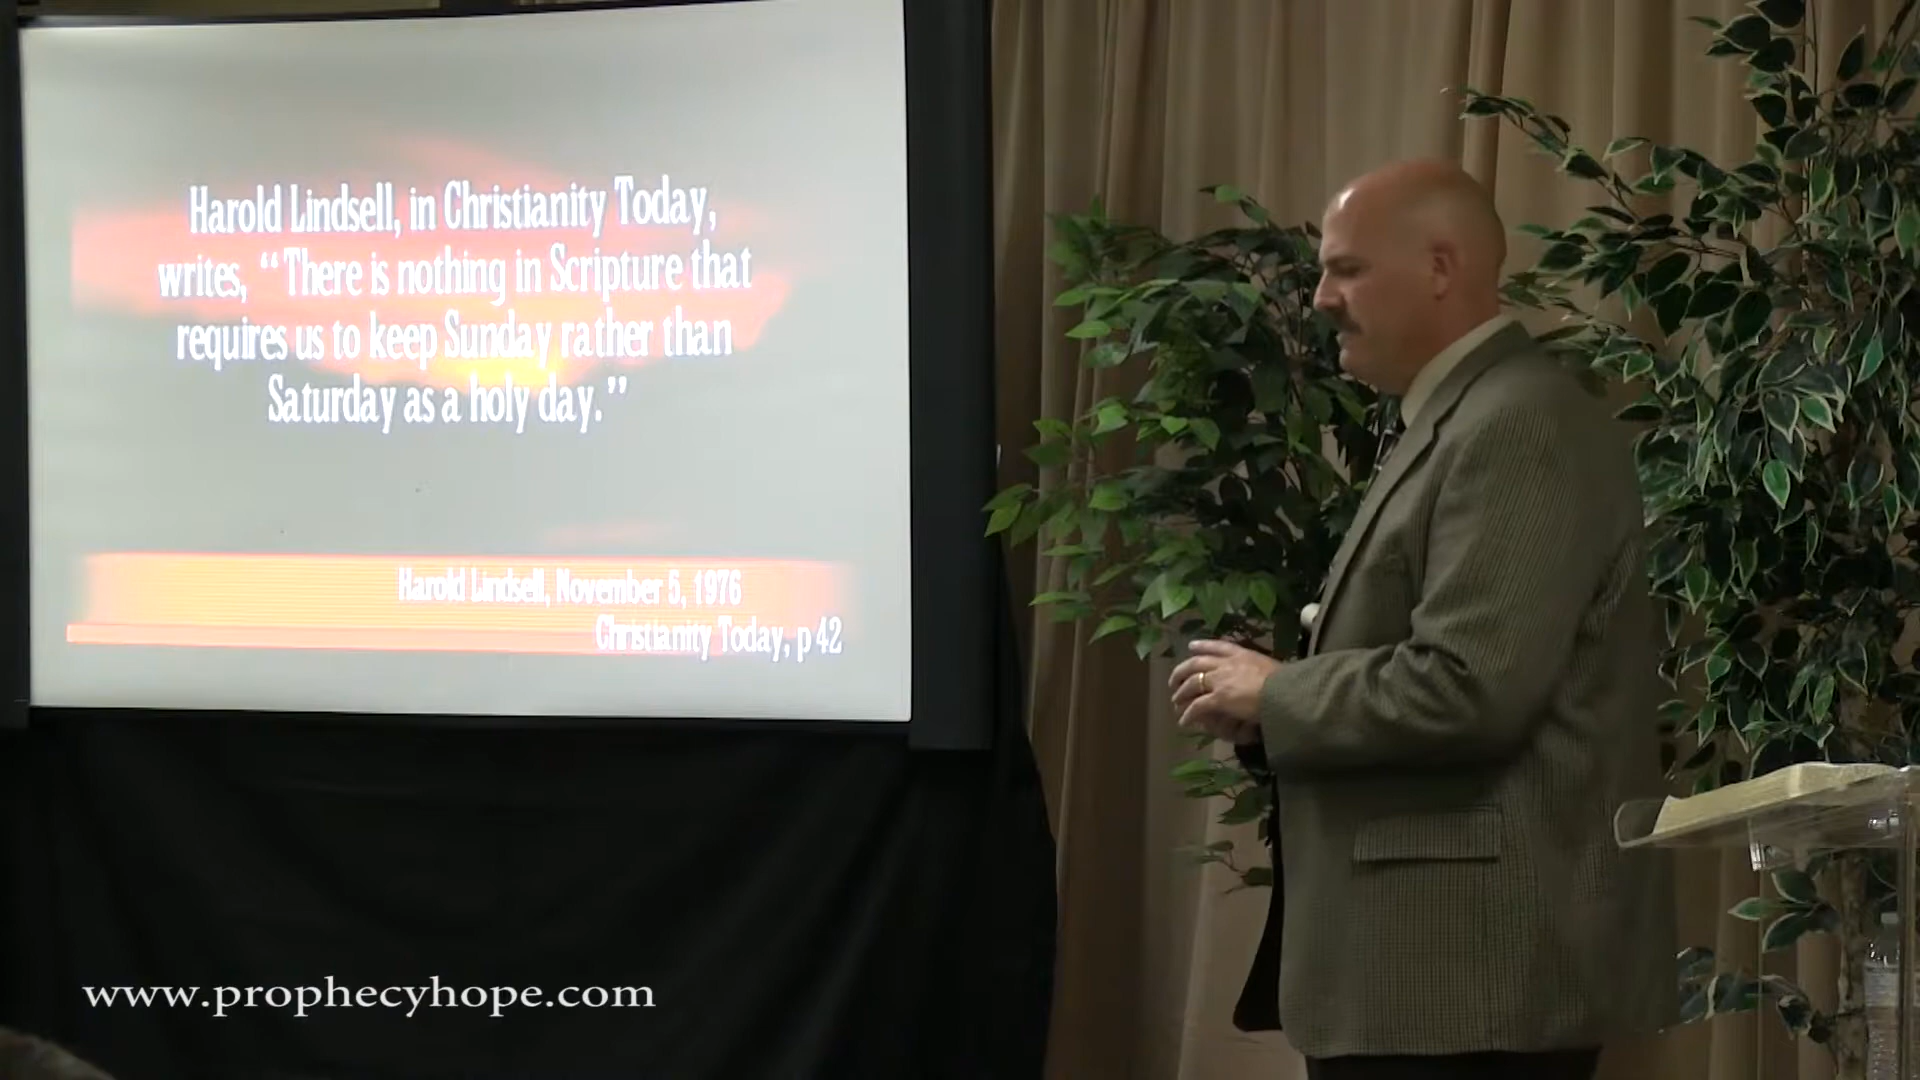 Harold Lindsell, in Christianity Today,
writes, “There is nothing in Scripture that
requires us to keep Sunday rather than
Saturday as a holy day.”
Harold Lindsell, November 5, 1976
Christianity Today, p 42
www.prophecyhope.com